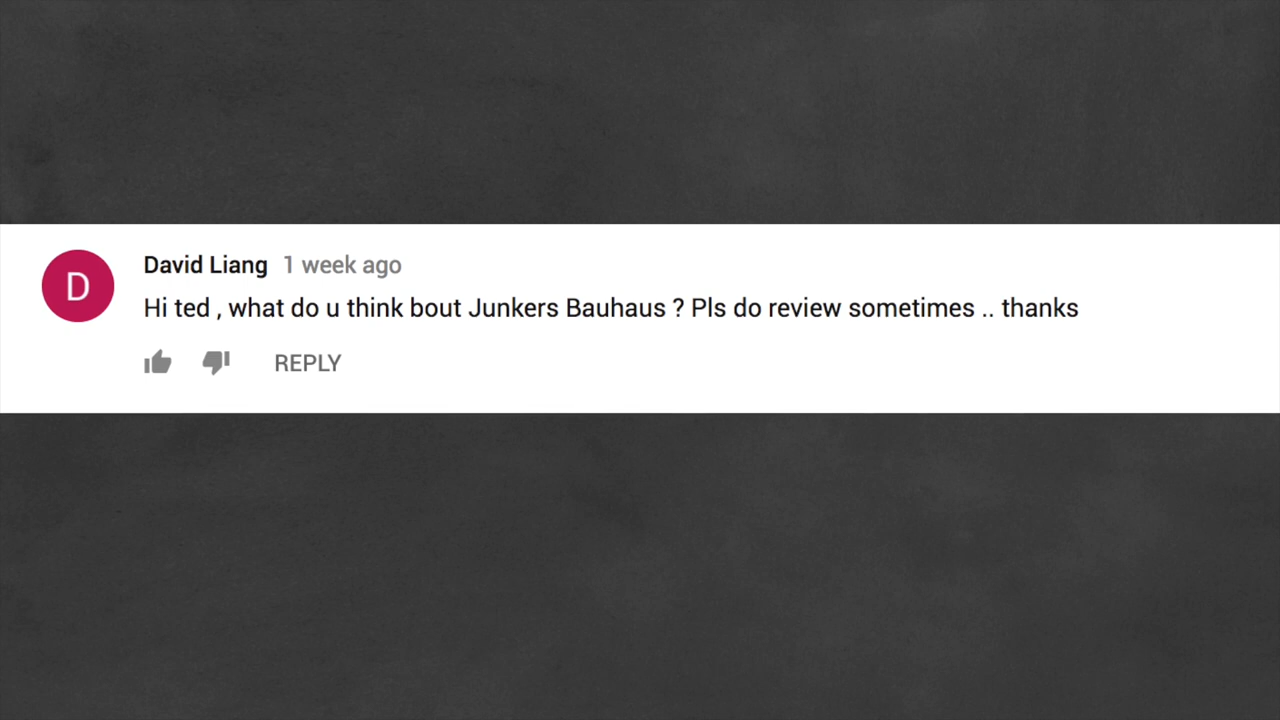 D
David Liang 1 week ago
Hi ted , what do u think bout Junkers Bauhaus ? Pls do review sometimes .. thanks
REPLY